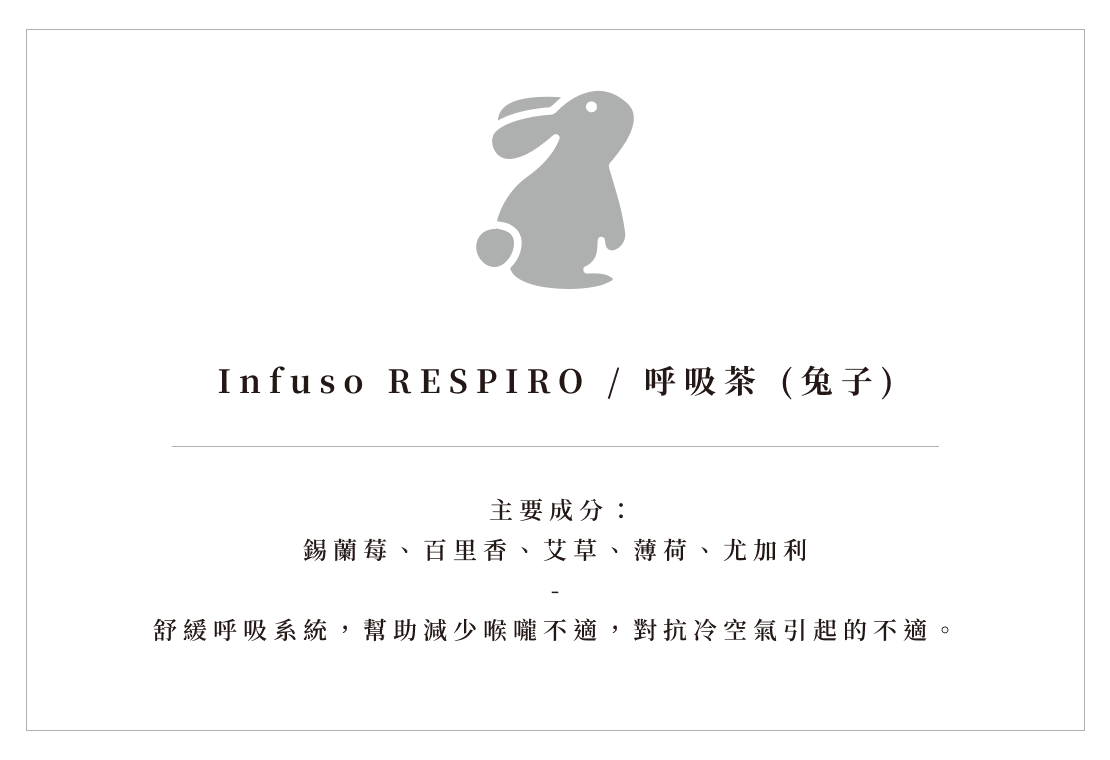 Infuso RESPIRO / 呼吸茶 (兔子)
主要成分：
錫蘭莓、百里香、艾草、薄荷、尤加利
-
舒緩呼吸系統，幫助減少喉嚨不適，對抗冷空氣引起的不適。